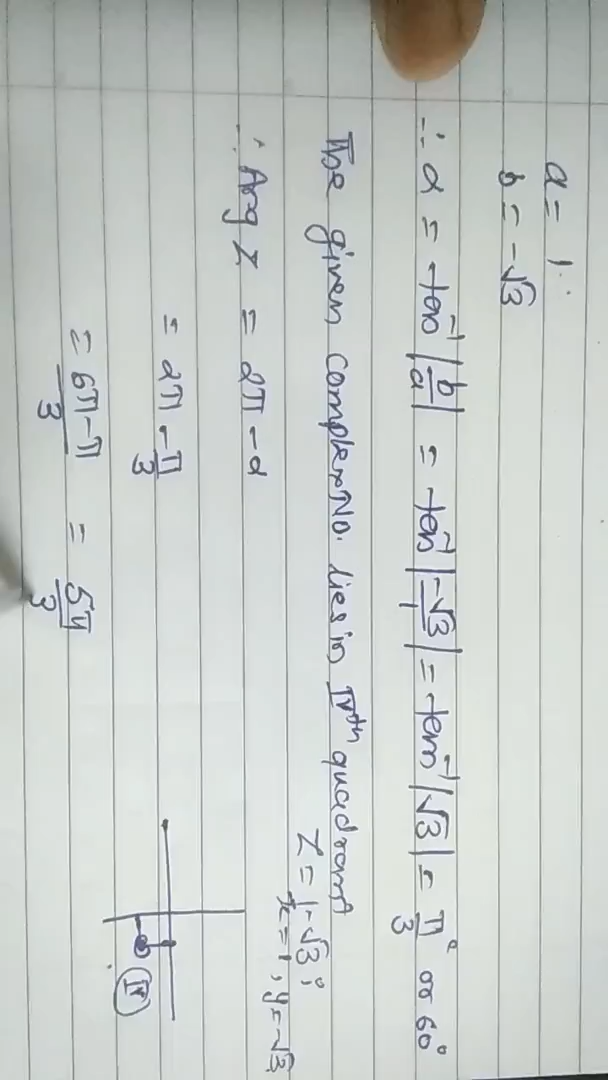 a = 1
b = -√3
∴ α = tan⁻¹ |b/a| = tan⁻¹ |-√3/1| = tan⁻¹ |√3| = π/3 or 60°
The given complex No. lies in IVth quadrant
z = 1-√3i
x = 1, y = -√3
∴ Arg z = 2π - α
= 2π - π/3
= 6π-π/3 = 5π/3
IV